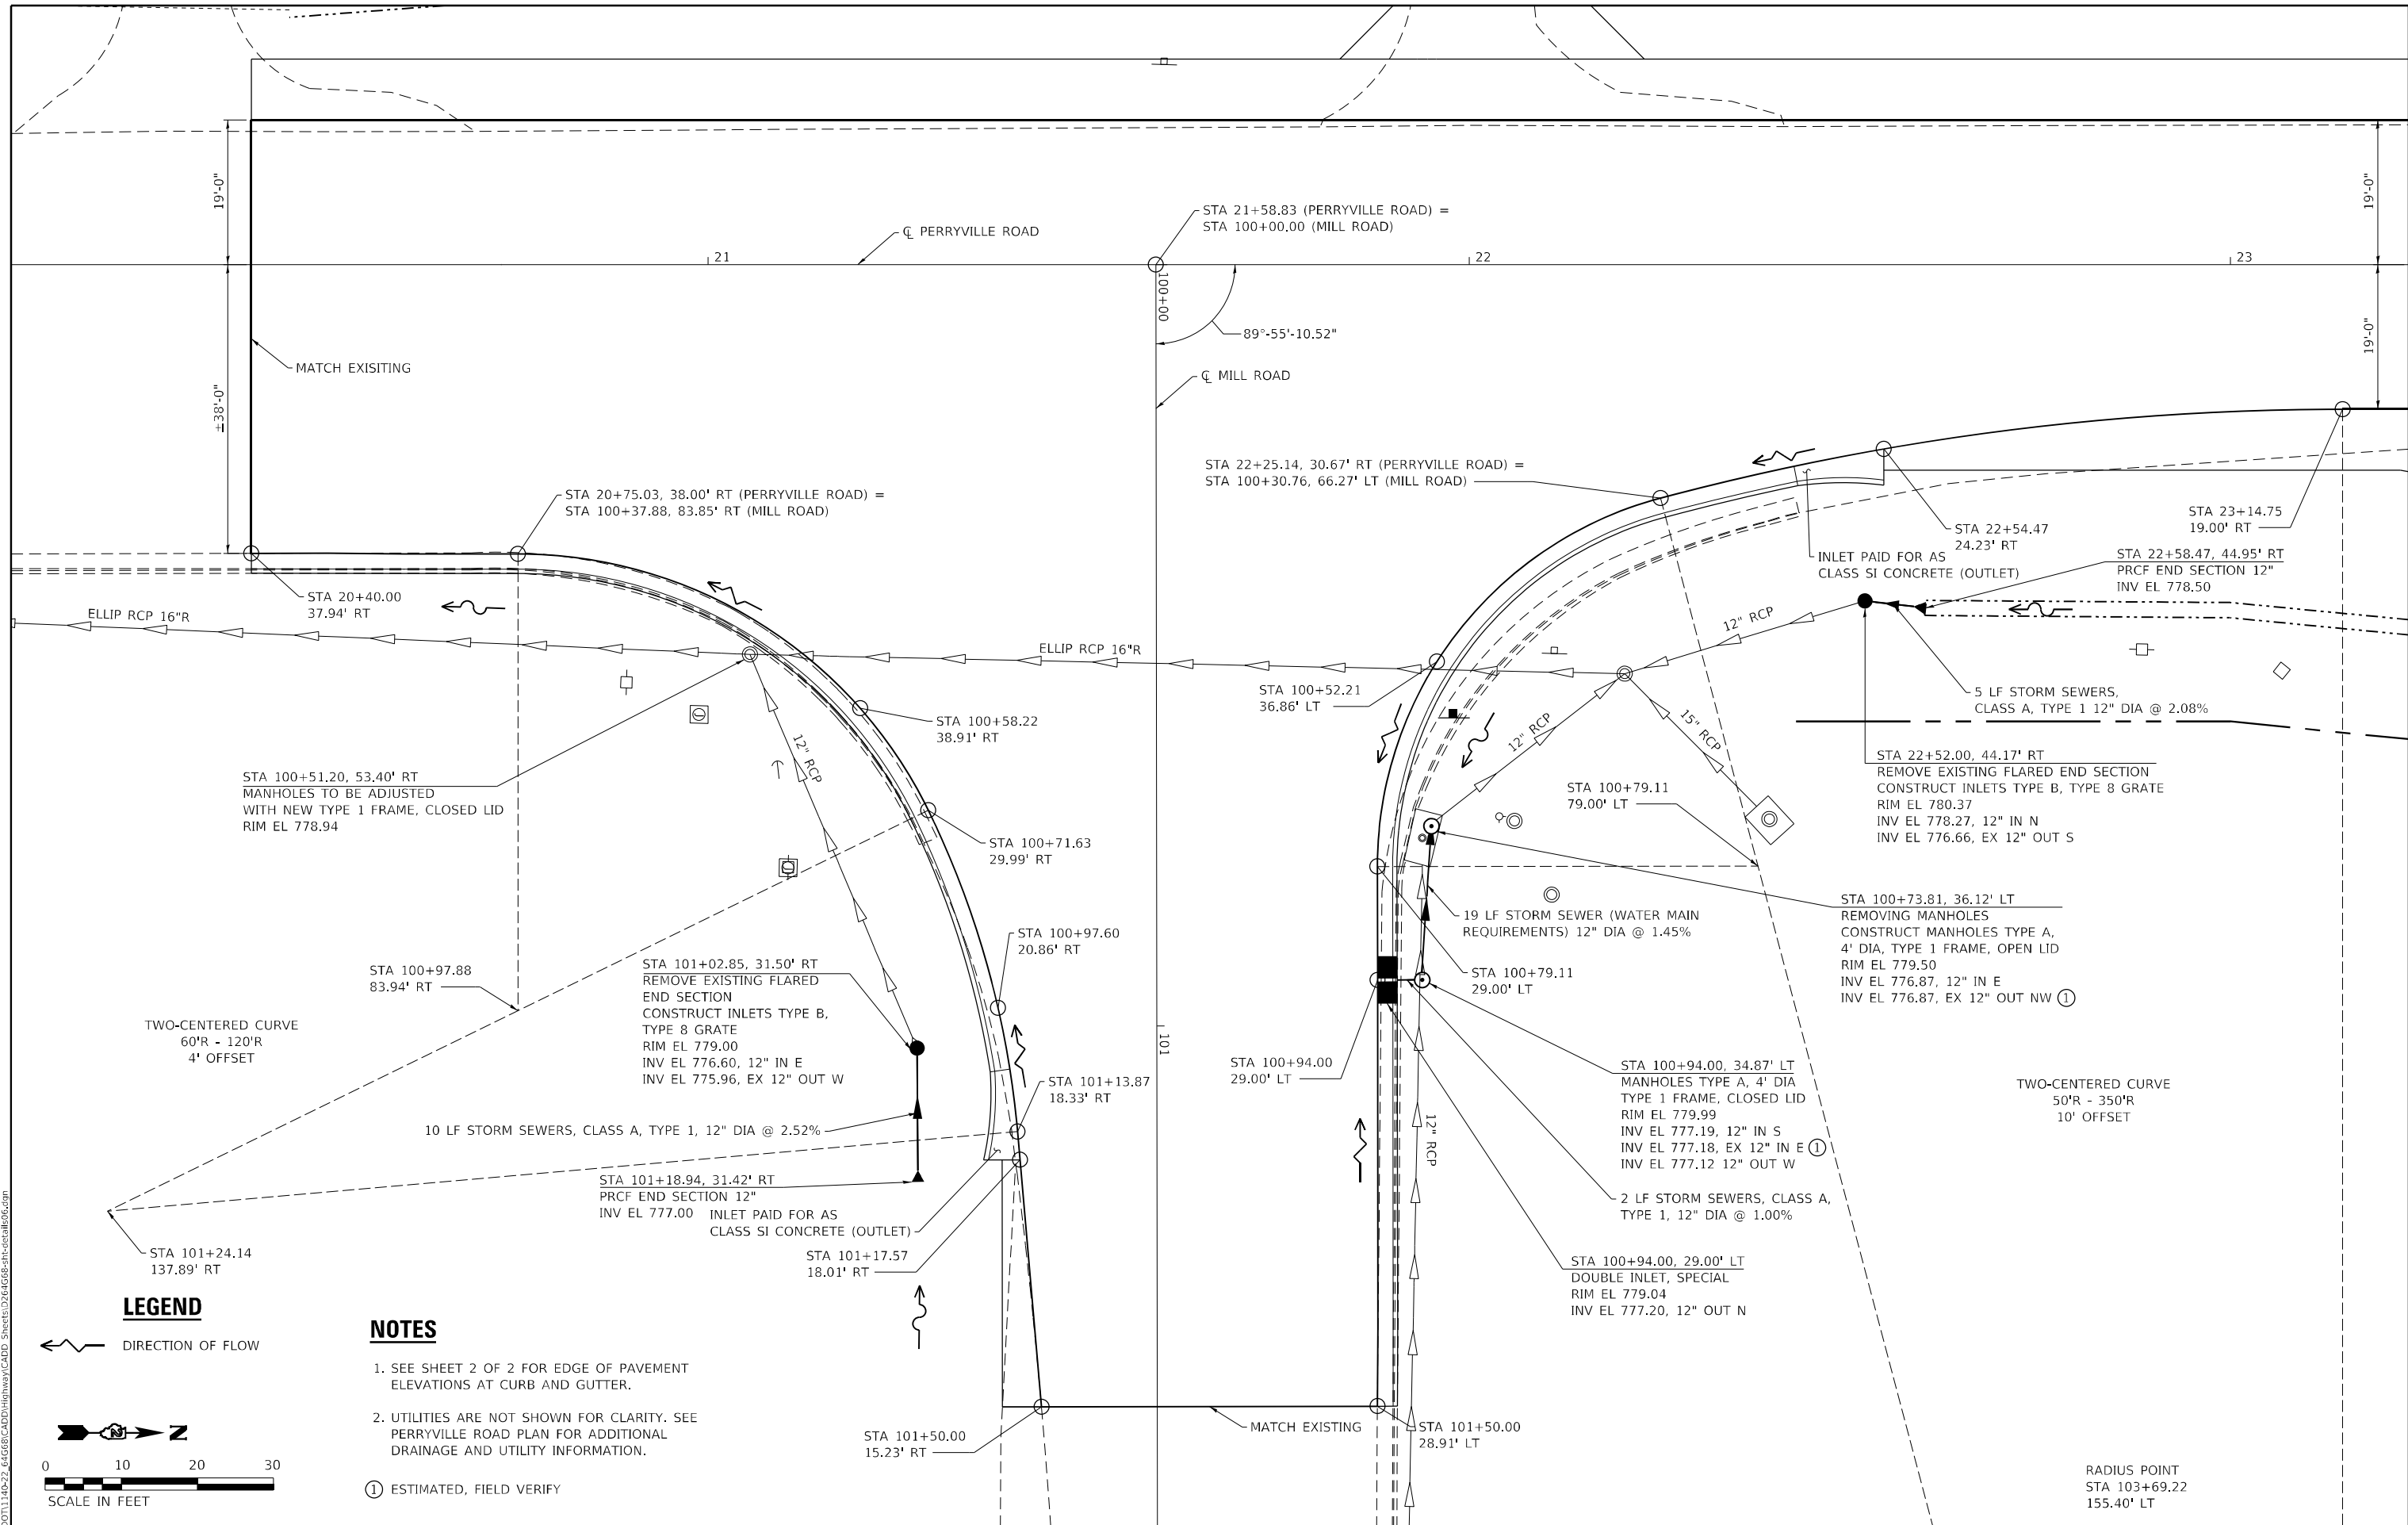 19'-0"
±38'-0"
19'-0"
19'-0"
STA 21+58.83 (PERRYVILLE ROAD) =
STA 100+00.00 (MILL ROAD)
℄ PERRYVILLE ROAD
21
22
23
100+00
89°-55'-10.52"
MATCH EXISITING
℄ MILL ROAD
STA 20+75.03, 38.00' RT (PERRYVILLE ROAD) =
STA 100+37.88, 83.85' RT (MILL ROAD)
STA 22+25.14, 30.67' RT (PERRYVILLE ROAD) =
STA 100+30.76, 66.27' LT (MILL ROAD)
STA 22+54.47
24.23' RT
STA 23+14.75
19.00' RT
INLET PAID FOR AS
CLASS SI CONCRETE (OUTLET)
STA 22+58.47, 44.95' RT
PRCF END SECTION 12"
INV EL 778.50
STA 20+40.00
37.94' RT
ELLIP RCP 16"R
ELLIP RCP 16"R
12" RCP
STA 100+52.21
36.86' LT
5 LF STORM SEWERS,
CLASS A, TYPE 1 12" DIA @ 2.08%
STA 100+58.22
38.91' RT
12" RCP
12" RCP
15" RCP
STA 100+51.20, 53.40' RT
MANHOLES TO BE ADJUSTED
WITH NEW TYPE 1 FRAME, CLOSED LID
RIM EL 778.94
STA 22+52.00, 44.17' RT
REMOVE EXISTING FLARED END SECTION
CONSTRUCT INLETS TYPE B, TYPE 8 GRATE
RIM EL 780.37
INV EL 778.27, 12" IN N
INV EL 776.66, EX 12" OUT S
STA 100+79.11
79.00' LT
STA 100+71.63
29.99' RT
STA 100+73.81, 36.12' LT
REMOVING MANHOLES
CONSTRUCT MANHOLES TYPE A,
4' DIA, TYPE 1 FRAME, OPEN LID
RIM EL 779.50
INV EL 776.87, 12" IN E
INV EL 776.87, EX 12" OUT NW ①
19 LF STORM SEWER (WATER MAIN
REQUIREMENTS) 12" DIA @ 1.45%
STA 100+97.60
20.86' RT
STA 100+97.88
83.94' RT
STA 101+02.85, 31.50' RT
REMOVE EXISTING FLARED
END SECTION
CONSTRUCT INLETS TYPE B,
TYPE 8 GRATE
RIM EL 779.00
INV EL 776.60, 12" IN E
INV EL 775.96, EX 12" OUT W
STA 100+79.11
29.00' LT
TWO-CENTERED CURVE
60'R - 120'R
4' OFFSET
101
STA 100+94.00
29.00' LT
STA 100+94.00, 34.87' LT
MANHOLES TYPE A, 4' DIA
TYPE 1 FRAME, CLOSED LID
RIM EL 779.99
INV EL 777.19, 12" IN S
INV EL 777.18, EX 12" IN E ①
INV EL 777.12 12" OUT W
TWO-CENTERED CURVE
50'R - 350'R
10' OFFSET
STA 101+13.87
18.33' RT
10 LF STORM SEWERS, CLASS A, TYPE 1, 12" DIA @ 2.52%
12" RCP
STA 101+18.94, 31.42' RT
PRCF END SECTION 12"
INV EL 777.00
INLET PAID FOR AS
CLASS SI CONCRETE (OUTLET)
2 LF STORM SEWERS, CLASS A,
TYPE 1, 12" DIA @ 1.00%
STA 101+24.14
137.89' RT
STA 101+17.57
18.01' RT
STA 100+94.00, 29.00' LT
DOUBLE INLET, SPECIAL
RIM EL 779.04
INV EL 777.20, 12" OUT N
LEGEND
DIRECTION OF FLOW
N
0 10 20 30
SCALE IN FEET
NOTES
1. SEE SHEET 2 OF 2 FOR EDGE OF PAVEMENT
ELEVATIONS AT CURB AND GUTTER.
2. UTILITIES ARE NOT SHOWN FOR CLARITY. SEE
PERRYVILLE ROAD PLAN FOR ADDITIONAL
DRAINAGE AND UTILITY INFORMATION.
① ESTIMATED, FIELD VERIFY
STA 101+50.00
15.23' RT
MATCH EXISTING
STA 101+50.00
28.91' LT
RADIUS POINT
STA 103+69.22
155.40' LT